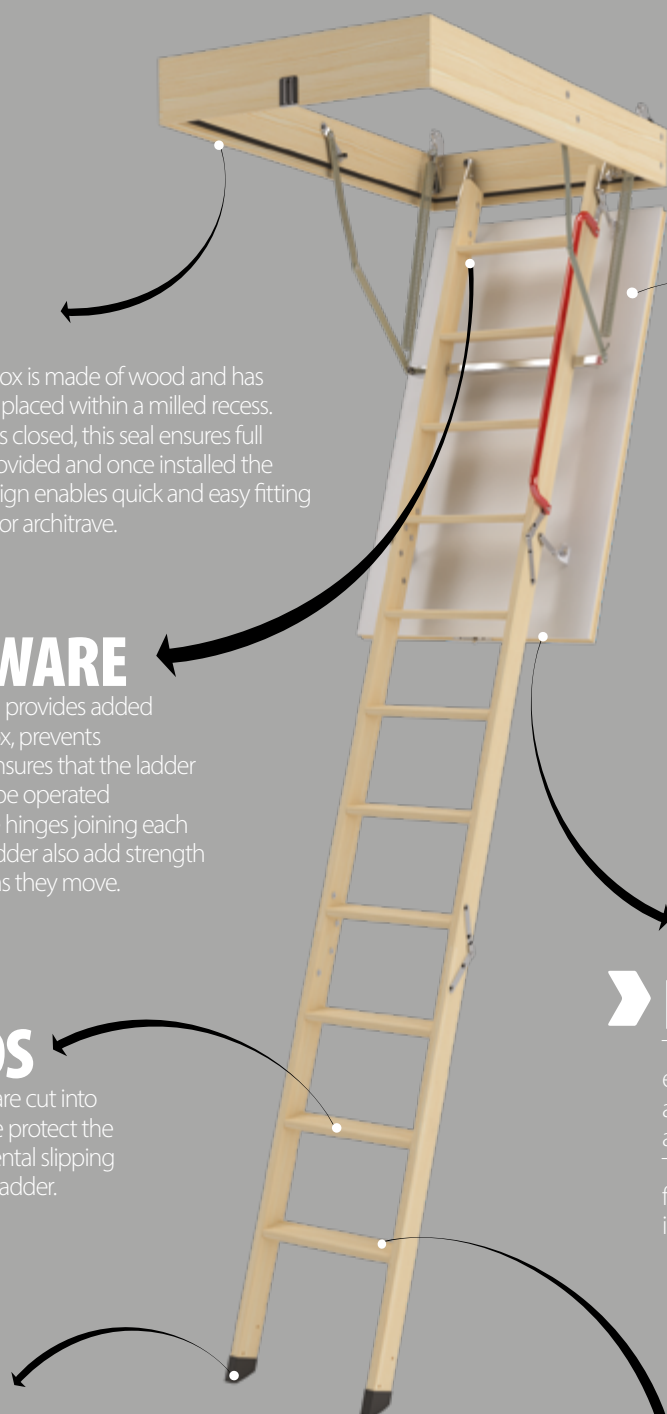 ox is made of wood and has
placed within a milled recess.
s closed, this seal ensures full
ovided and once installed the
ign enables quick and easy fitting
or architrave.
WARE
provides added
x, prevents
nsures that the ladder
be operated
hinges joining each
dder also add strength
as they move.
DS
are cut into
e protect the
ental slipping
adder.
e
a
a
f
i